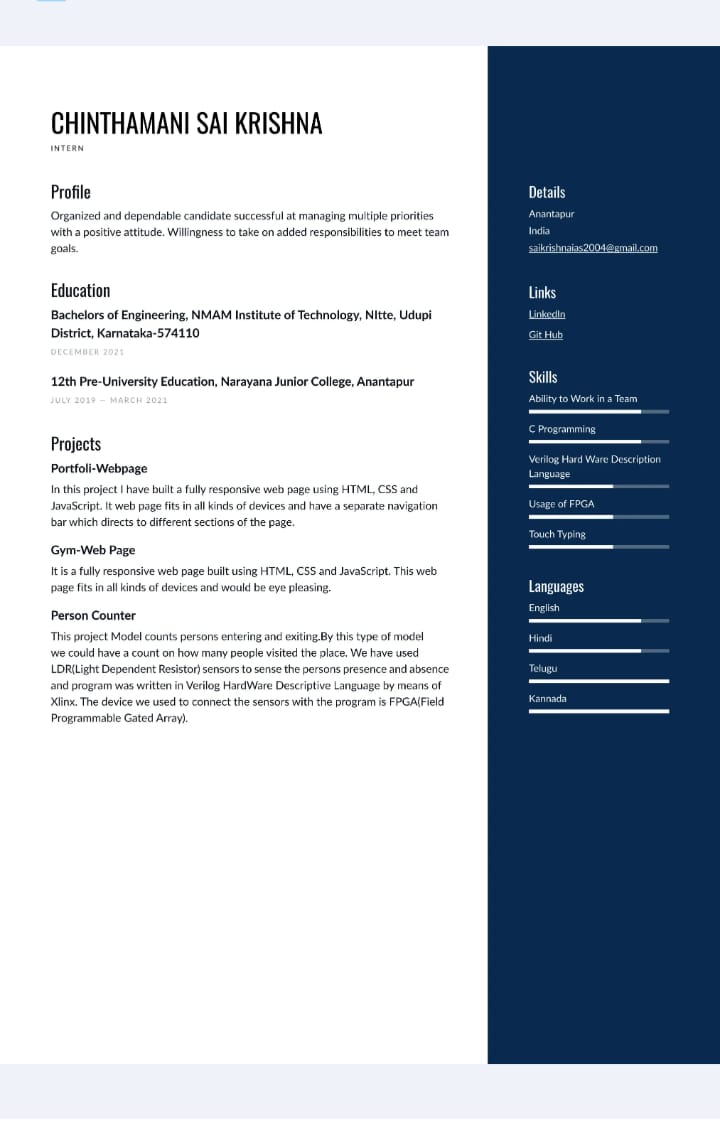 CHINTHAMANI SAI KRISHNA
INTERN
Profile
Organized and dependable candidate successful at managing multiple priorities
with a positive attitude. Willingness to take on added responsibilities to meet team
goals.
Education
Bachelors of Engineering, NMAM Institute of Technology, NItte, Udupi
District, Karnataka-574110
DECEMBER 2021
12th Pre-University Education, Narayana Junior College, Anantapur
JULY 2019 — MARCH 2021
Projects
Portfoli-Webpage
In this project I have built a fully responsive web page using HTML, CSS and
JavaScript. It web page fits in all kinds of devices and have a separate navigation
bar which directs to different sections of the page.
Gym-Web Page
It is a fully responsive web page built using HTML, CSS and JavaScript. This web
page fits in all kinds of devices and would be eye pleasing.
Person Counter
This project Model counts persons entering and exiting.By this type of model
we could have a count on how many people visited the place. We have used
LDR(Light Dependent Resistor) sensors to sense the persons presence and absence
and program was written in Verilog HardWare Descriptive Language by means of
Xlinx. The device we used to connect the sensors with the program is FPGA(Field
Programmable Gated Array).
Details
Anantapur
India
saikrishnaias2004@gmail.com
Links
LinkedIn
Git Hub
Skills
Ability to Work in a Team
C Programming
Verilog Hard Ware Description
Language
Usage of FPGA
Touch Typing
Languages
English
Hindi
Telugu
Kannada